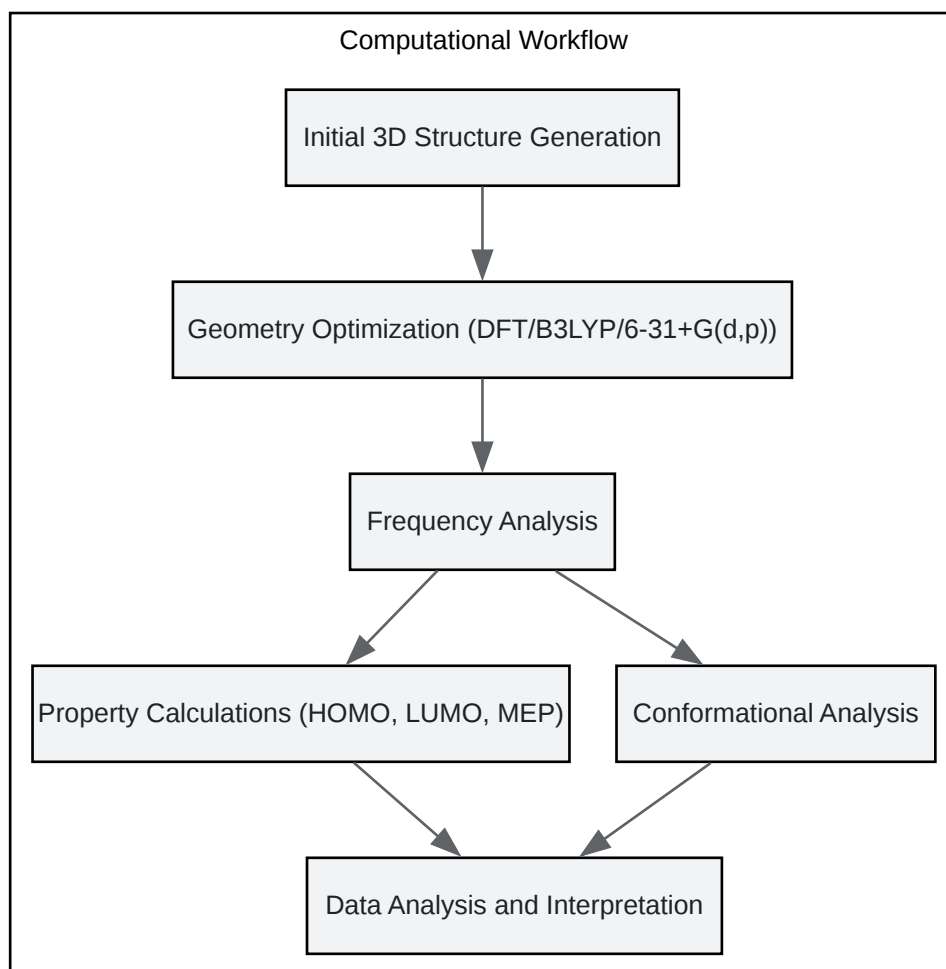 Computational Workflow
Initial 3D Structure Generation
Geometry Optimization (DFT/B3LYP/6-31+G(d,p))
Frequency Analysis
Property Calculations (HOMO, LUMO, MEP)
Conformational Analysis
Data Analysis and Interpretation